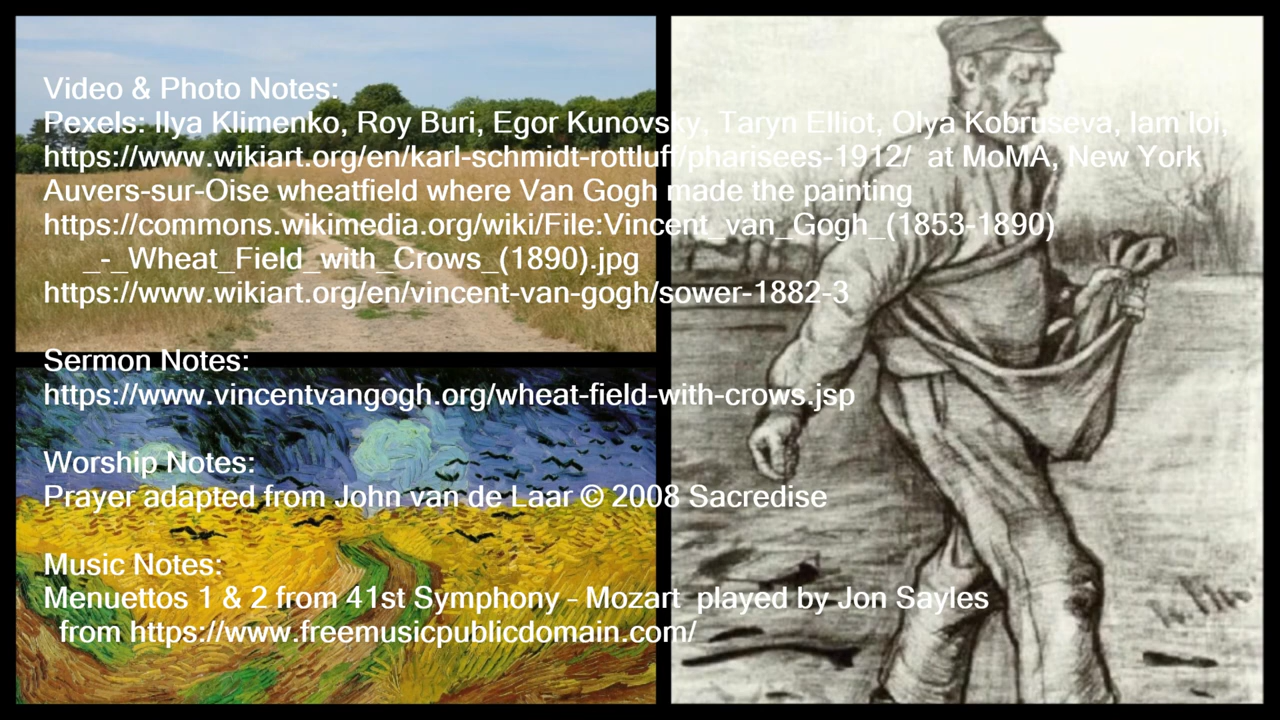 Video & Photo Notes:
Pexels: Ilya Klimenko, Roy Buri, Egor Kunovsky, Taryn Elliot, Olya Kobruseva, Iam loi,
https://www.wikiart.org/en/karl-schmidt-rottluff/pharisees-1912/ at MoMA, New York
Auvers-sur-Oise wheatfield where Van Gogh made the painting
https://commons.wikimedia.org/wiki/File:Vincent_van_Gogh_(1853-1890)
_-_Wheat_Field_with_Crows_(1890).jpg
https://www.wikiart.org/en/vincent-van-gogh/sower-1882-3
Sermon Notes:
https://www.vincentvangogh.org/wheat-field-with-crows.jsp
Worship Notes:
Prayer adapted from John van de Laar © 2008 Sacredise
Music Notes:
Menuettos 1 & 2 from 41st Symphony - Mozart played by Jon Sayles
from https://www.freemusicpublicdomain.com/